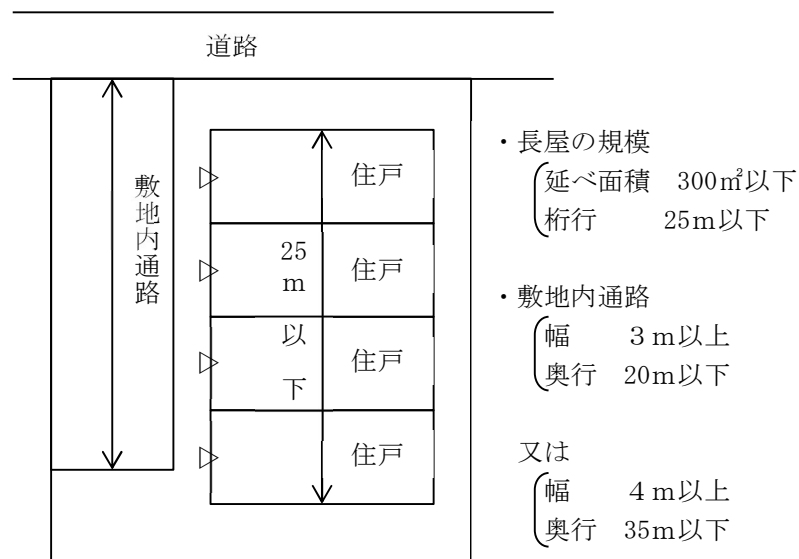 道路
敷地内通路
住戸
住戸
住戸
住戸
25
m
以
下
・長屋の規模
延べ面積 300㎡以下
桁行 25m以下
・敷地内通路
幅 3m以上
奥行 20m以下
又は
幅 4m以上
奥行 35m以下